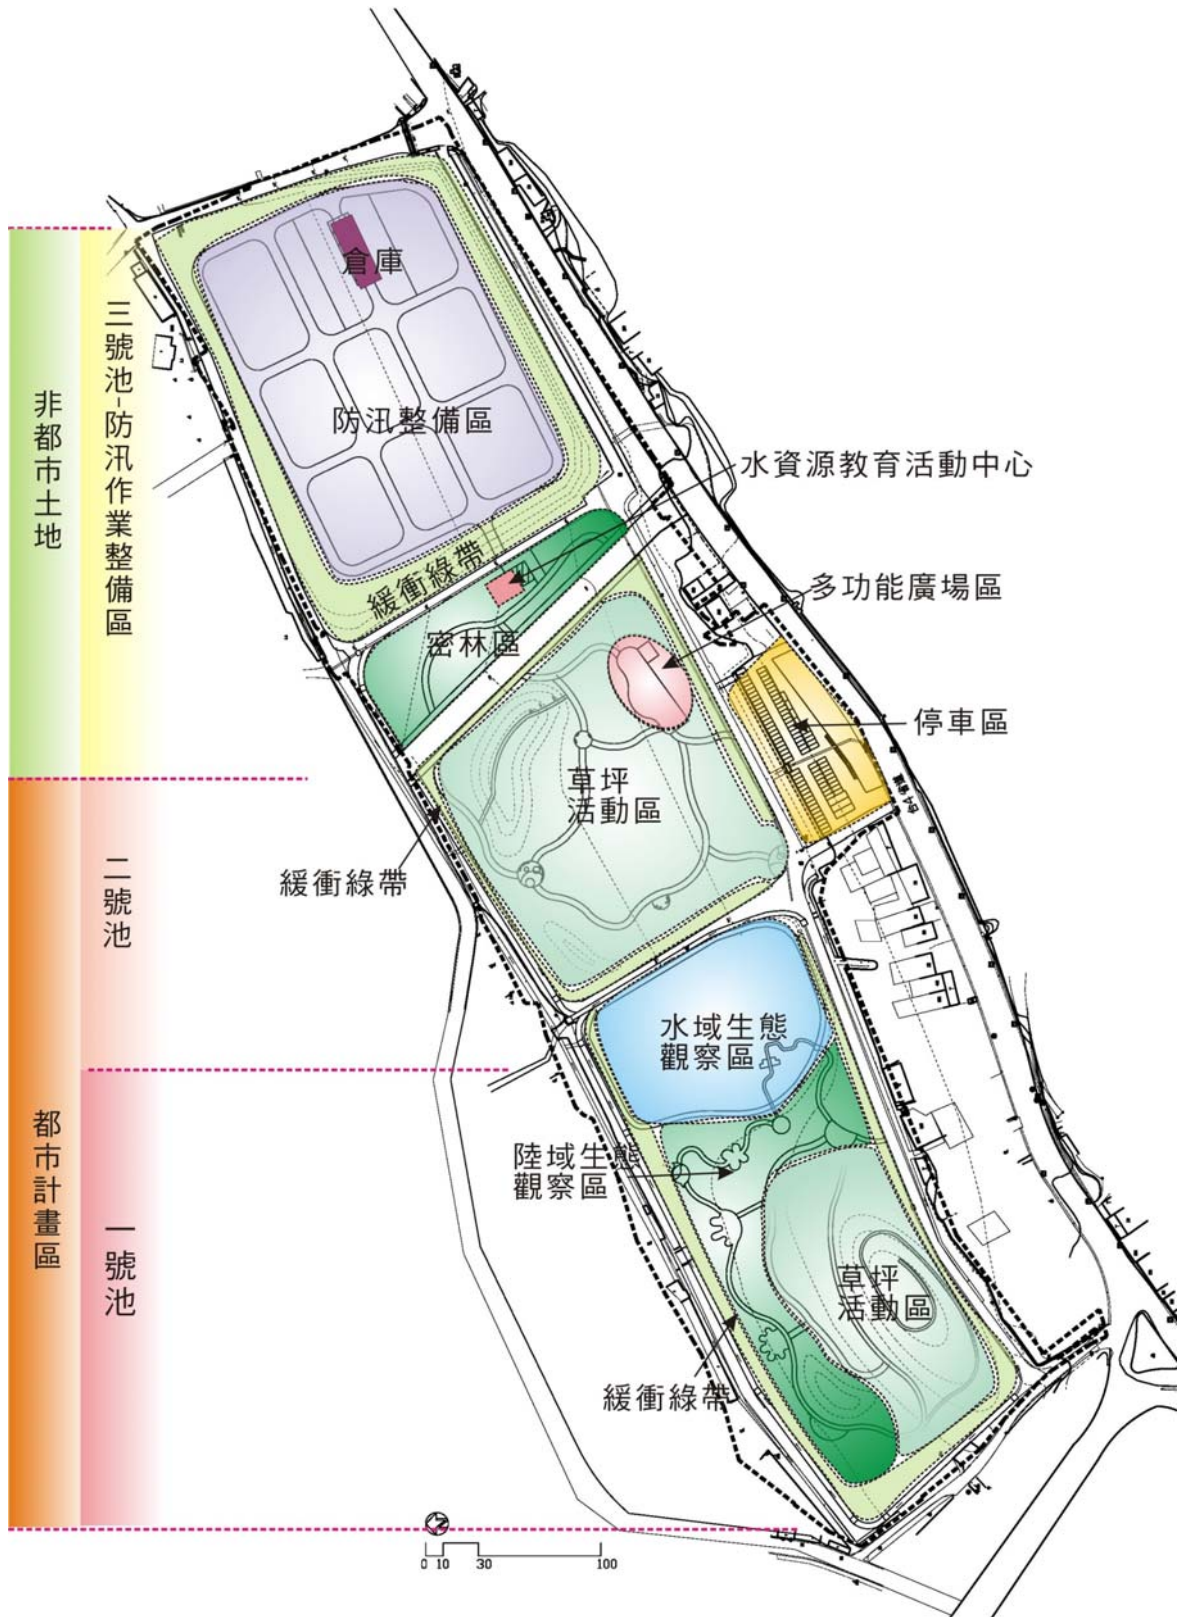 倉庫
防汛整備區
水資源教育活動中心
緩衝綠帶
多功能廣場區
密林區
停車區
草坪
活動區
台4省道
緩衝綠帶
水域生態
觀察區
陸域生態
觀察區
草坪
活動區
緩衝綠帶
非都市土地
三號池-防汛作業整備區
二號池
都市計畫區
一號池
0 10 30 100